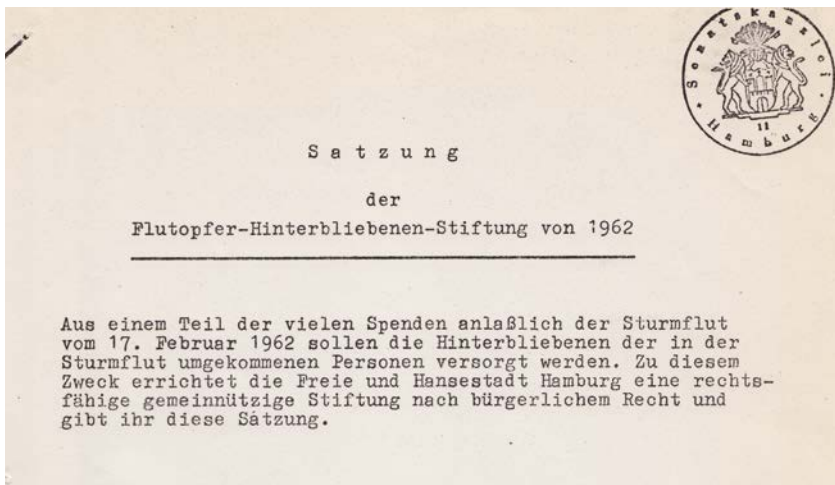 Senatskanzlei
Hamburg
11
Satzung
der
Flutopfer-Hinterbliebenen-Stiftung von 1962
Aus einem Teil der vielen Spenden anlaßlich der Sturmflut
vom 17. Februar 1962 sollen die Hinterbliebenen der in der
Sturmflut umgekommenen Personen versorgt werden. Zu diesem
Zweck errichtet die Freie und Hansestadt Hamburg eine rechts-
fähige gemeinnützige Stiftung nach bürgerlichem Recht und
gibt ihr diese Satzung.